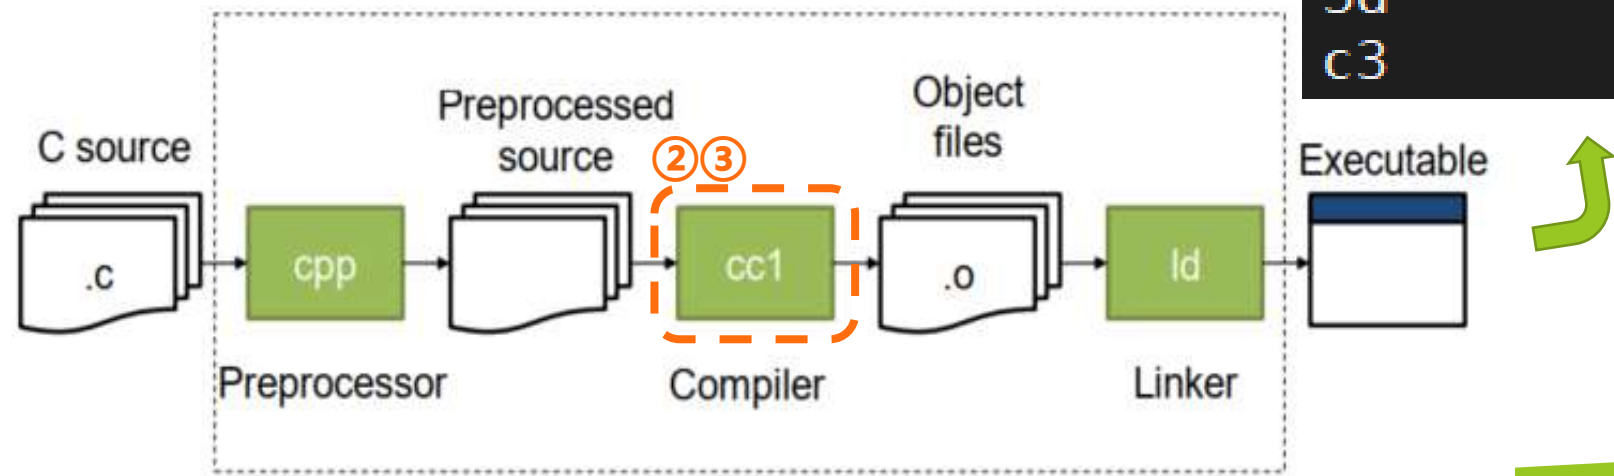 c3
C source
Preprocessed
source
②③
Object
files
Executable
.c
cpp
cc1
.o
ld
Preprocessor
Compiler
Linker